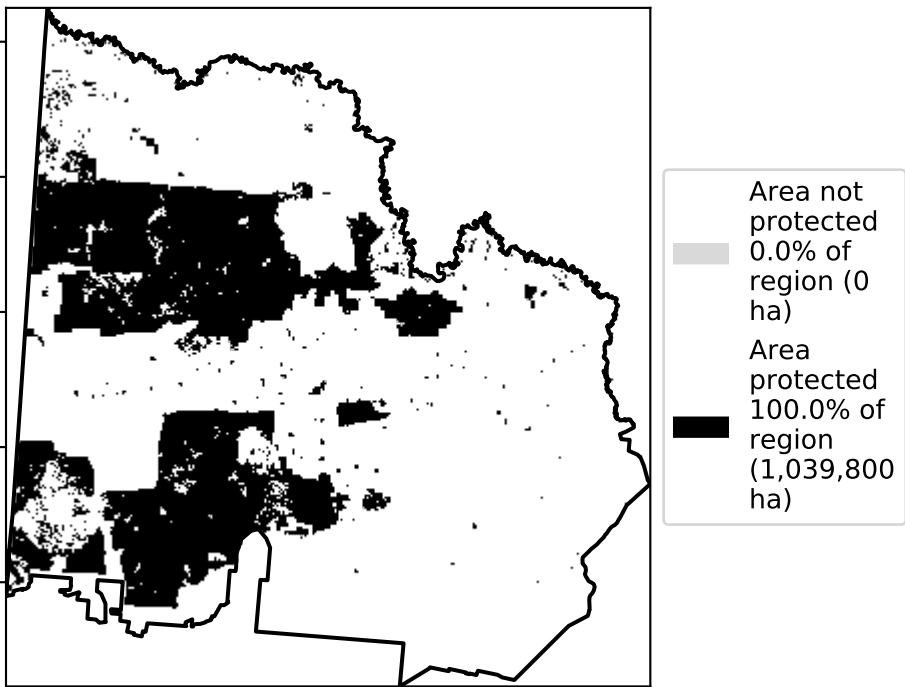 Area not
protected
0.0% of
region (0
ha)
Area
protected
100.0% of
region
(1,039,800
ha)